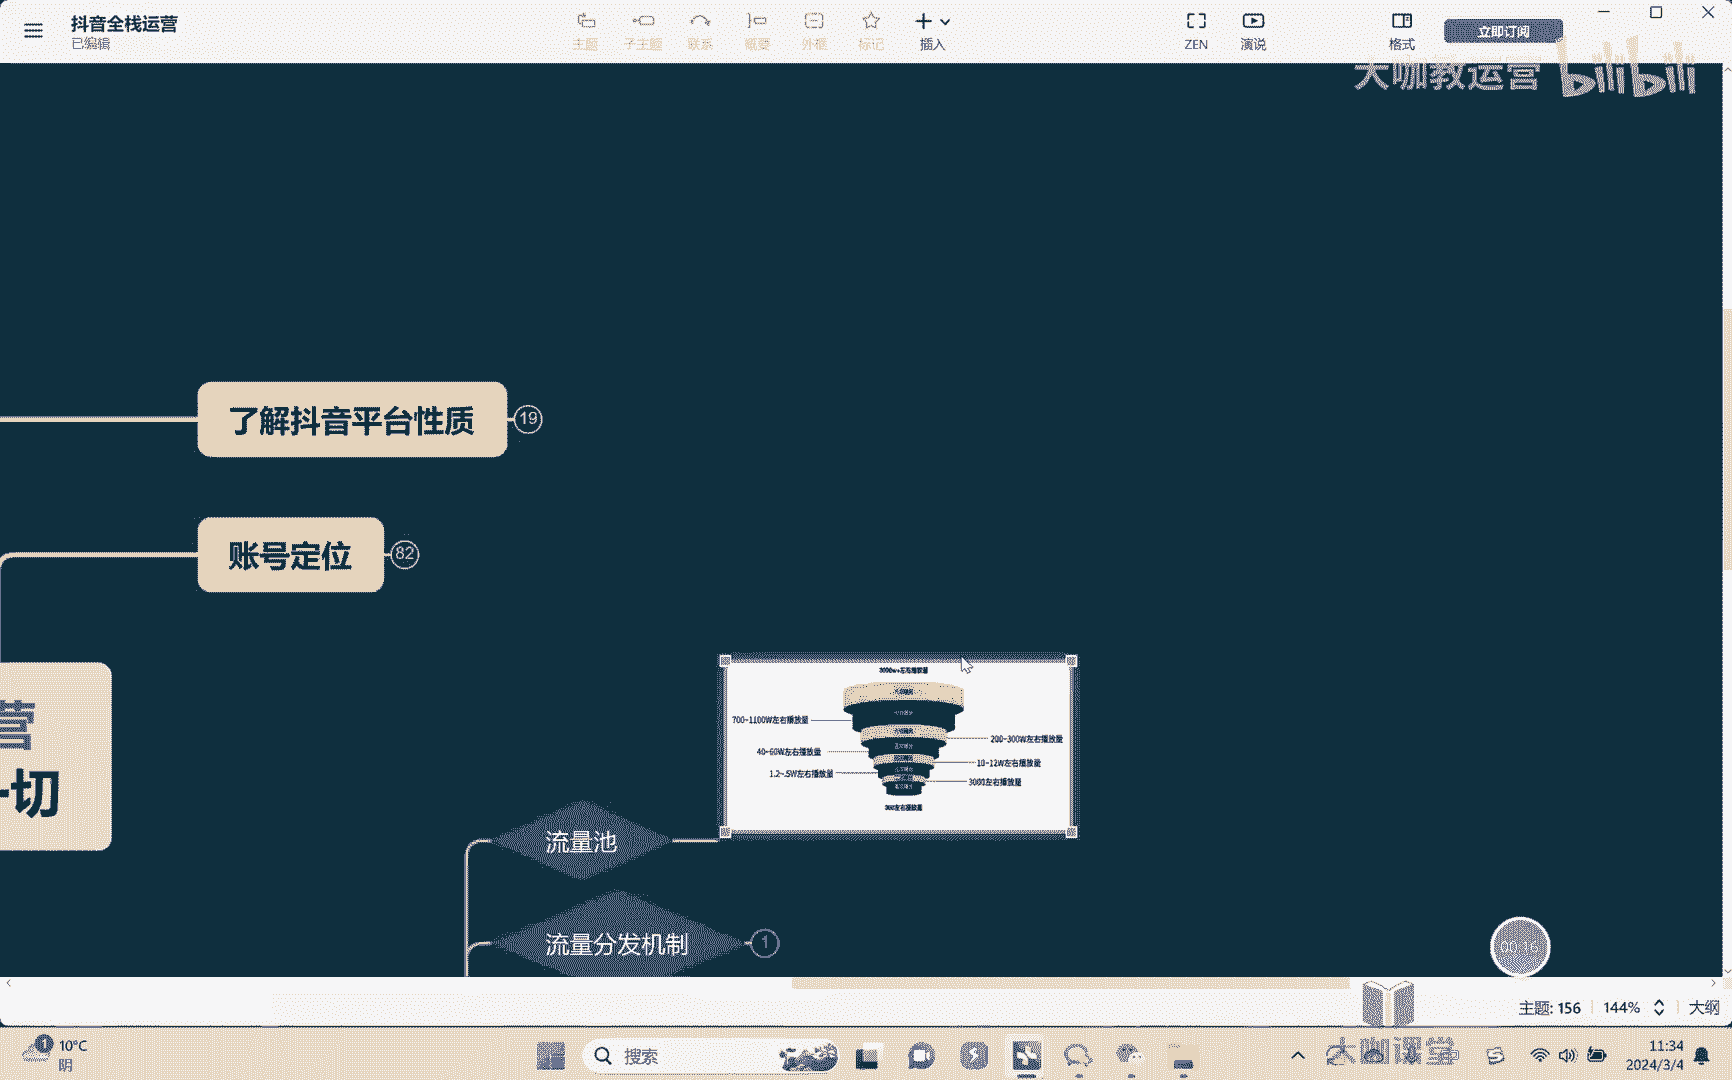 抖音全栈运营
已编辑
主题
子主题
联系
概要
外框
标记
插入
ZEN
演说
格式
立即订阅
大咖教运营
bilibili
了解抖音平台性质
19
账号定位
82
营
切
3000w+左右播放量
700~1100W左右播放量
200~300W左右播放量
40~60W左右播放量
10~12W左右播放量
1.2~.5W左右播放量
3000左右播放量
300左右播放量
流量池
流量分发机制
1
主题: 156
144%
大纲
1
10°C
阴
搜索
大咖课堂
11:34
2024/3/4